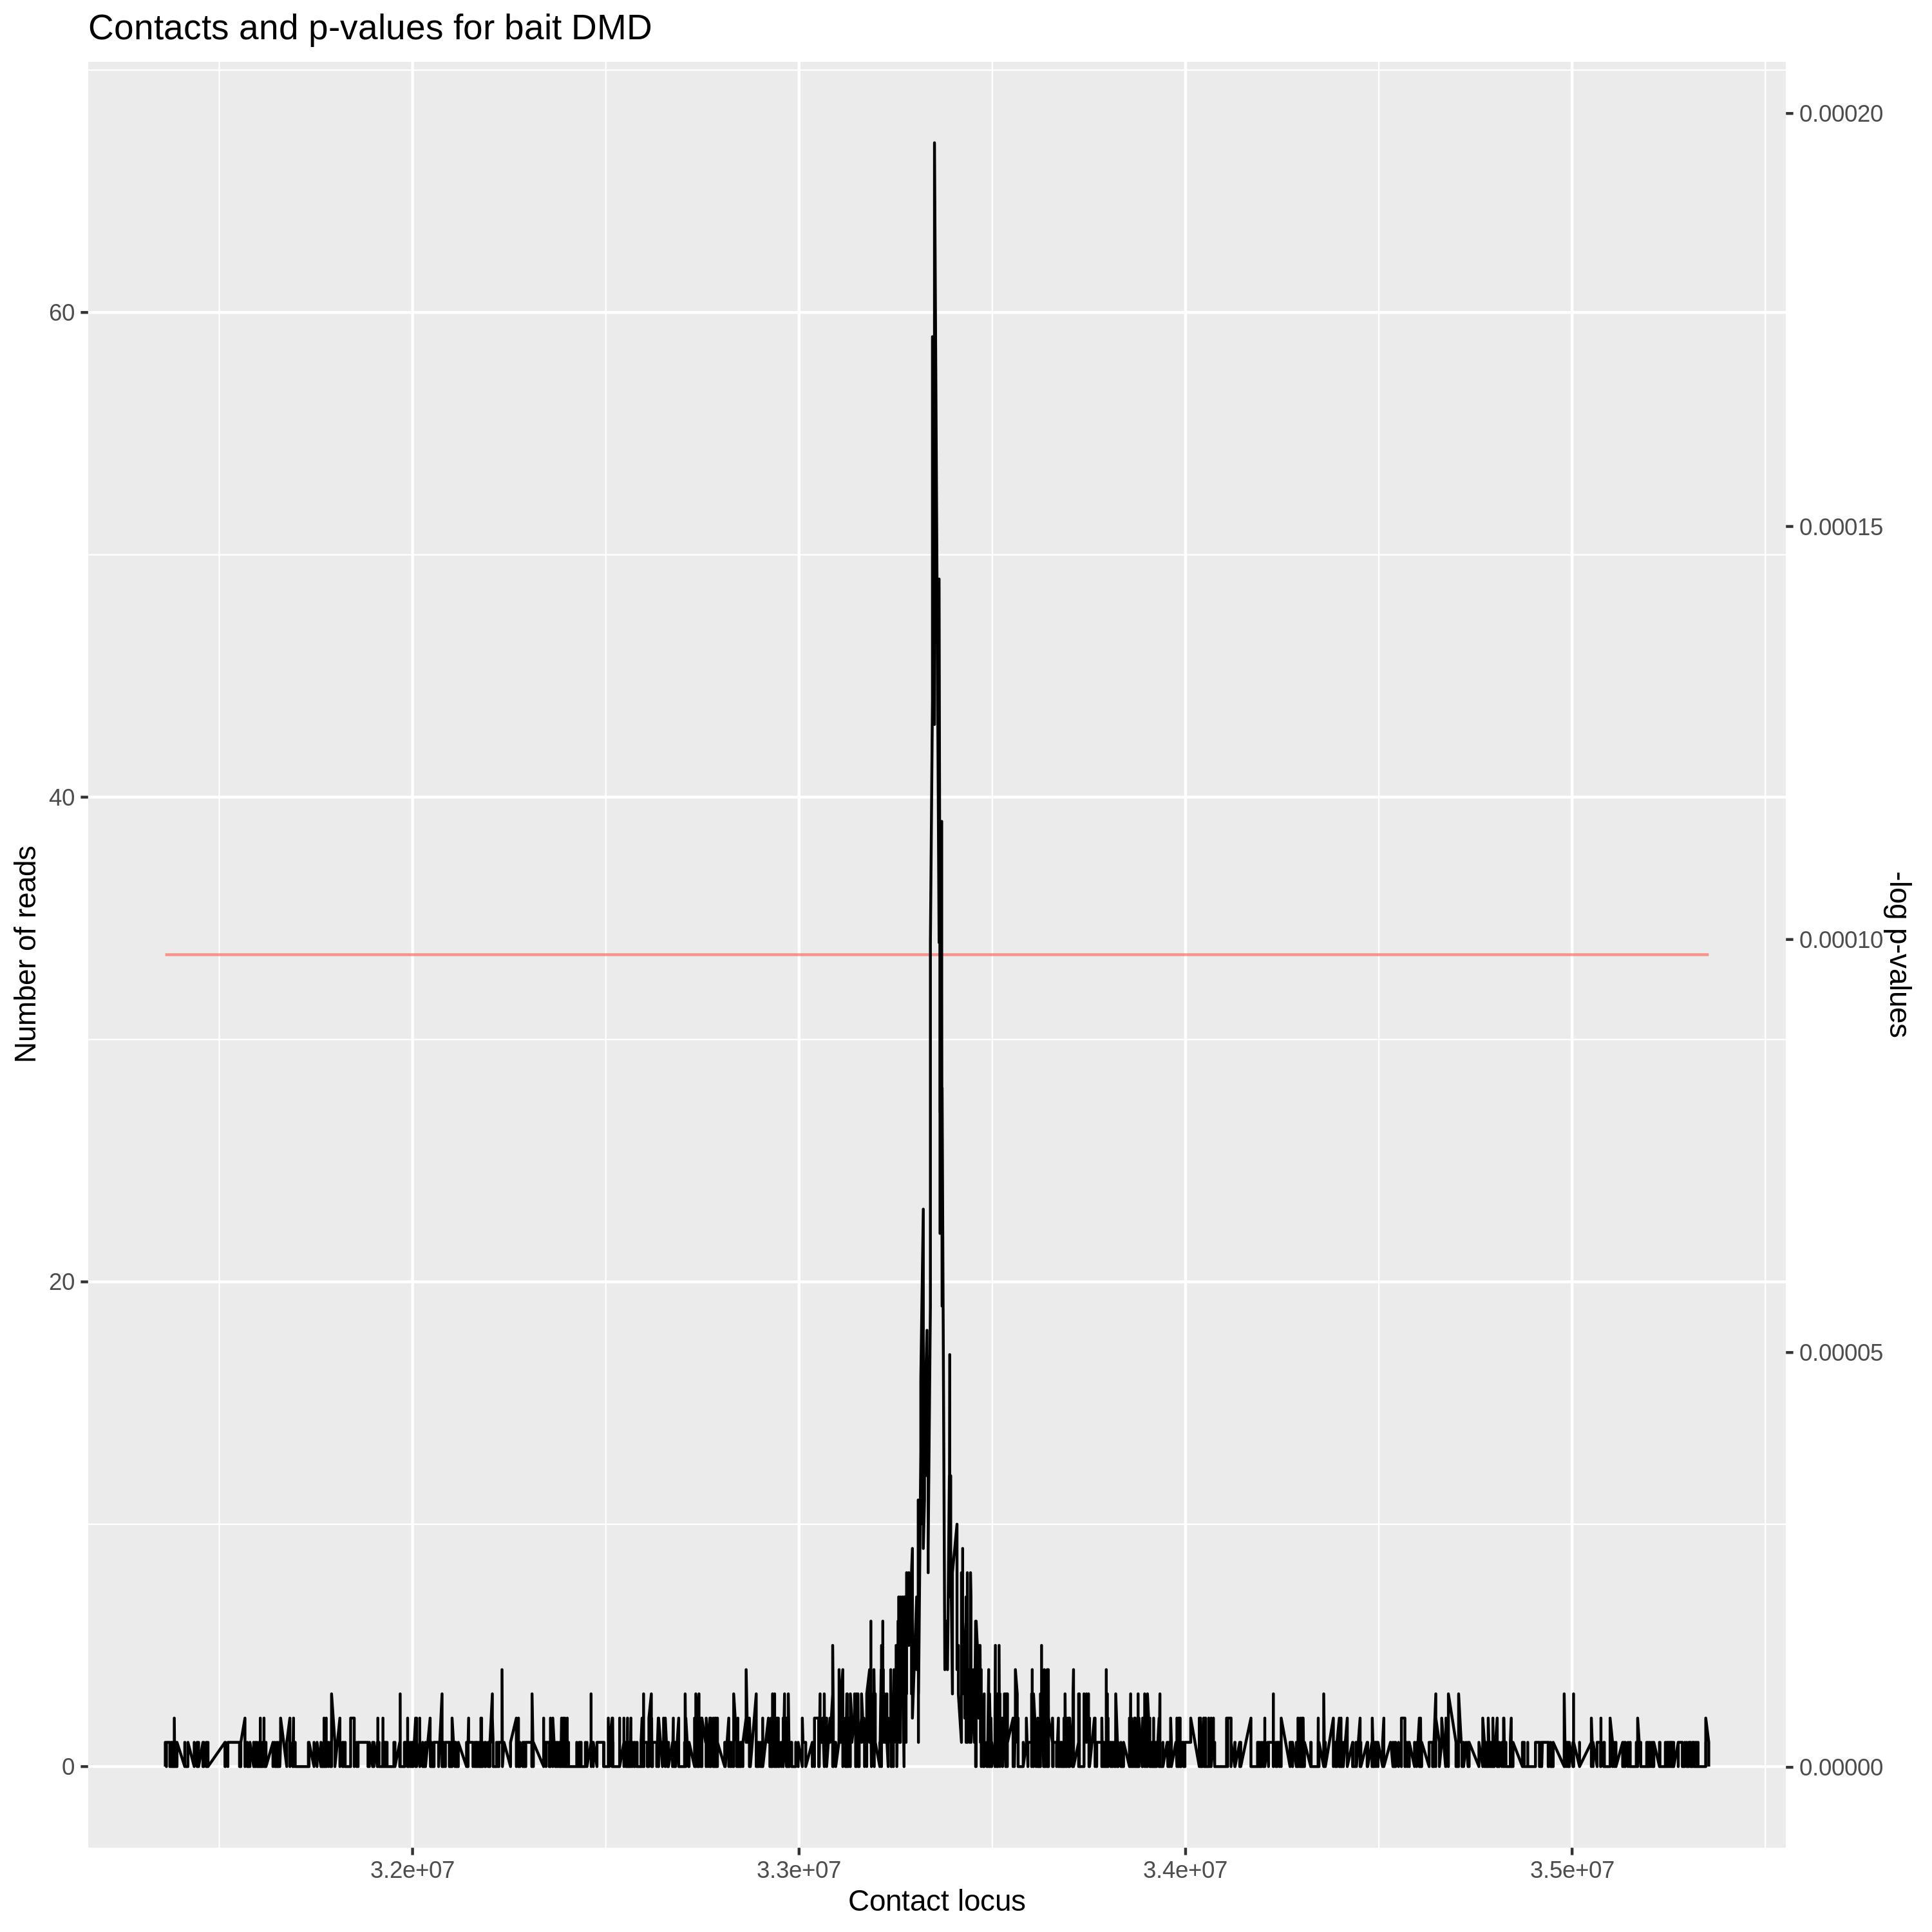 Contacts and p-values for bait DMD
60
40
20
0
Number of reads
0.00020
0.00015
0.00010
0.00005
0.00000
-log p-values
3.2e+07
3.3e+07
3.4e+07
3.5e+07
Contact locus